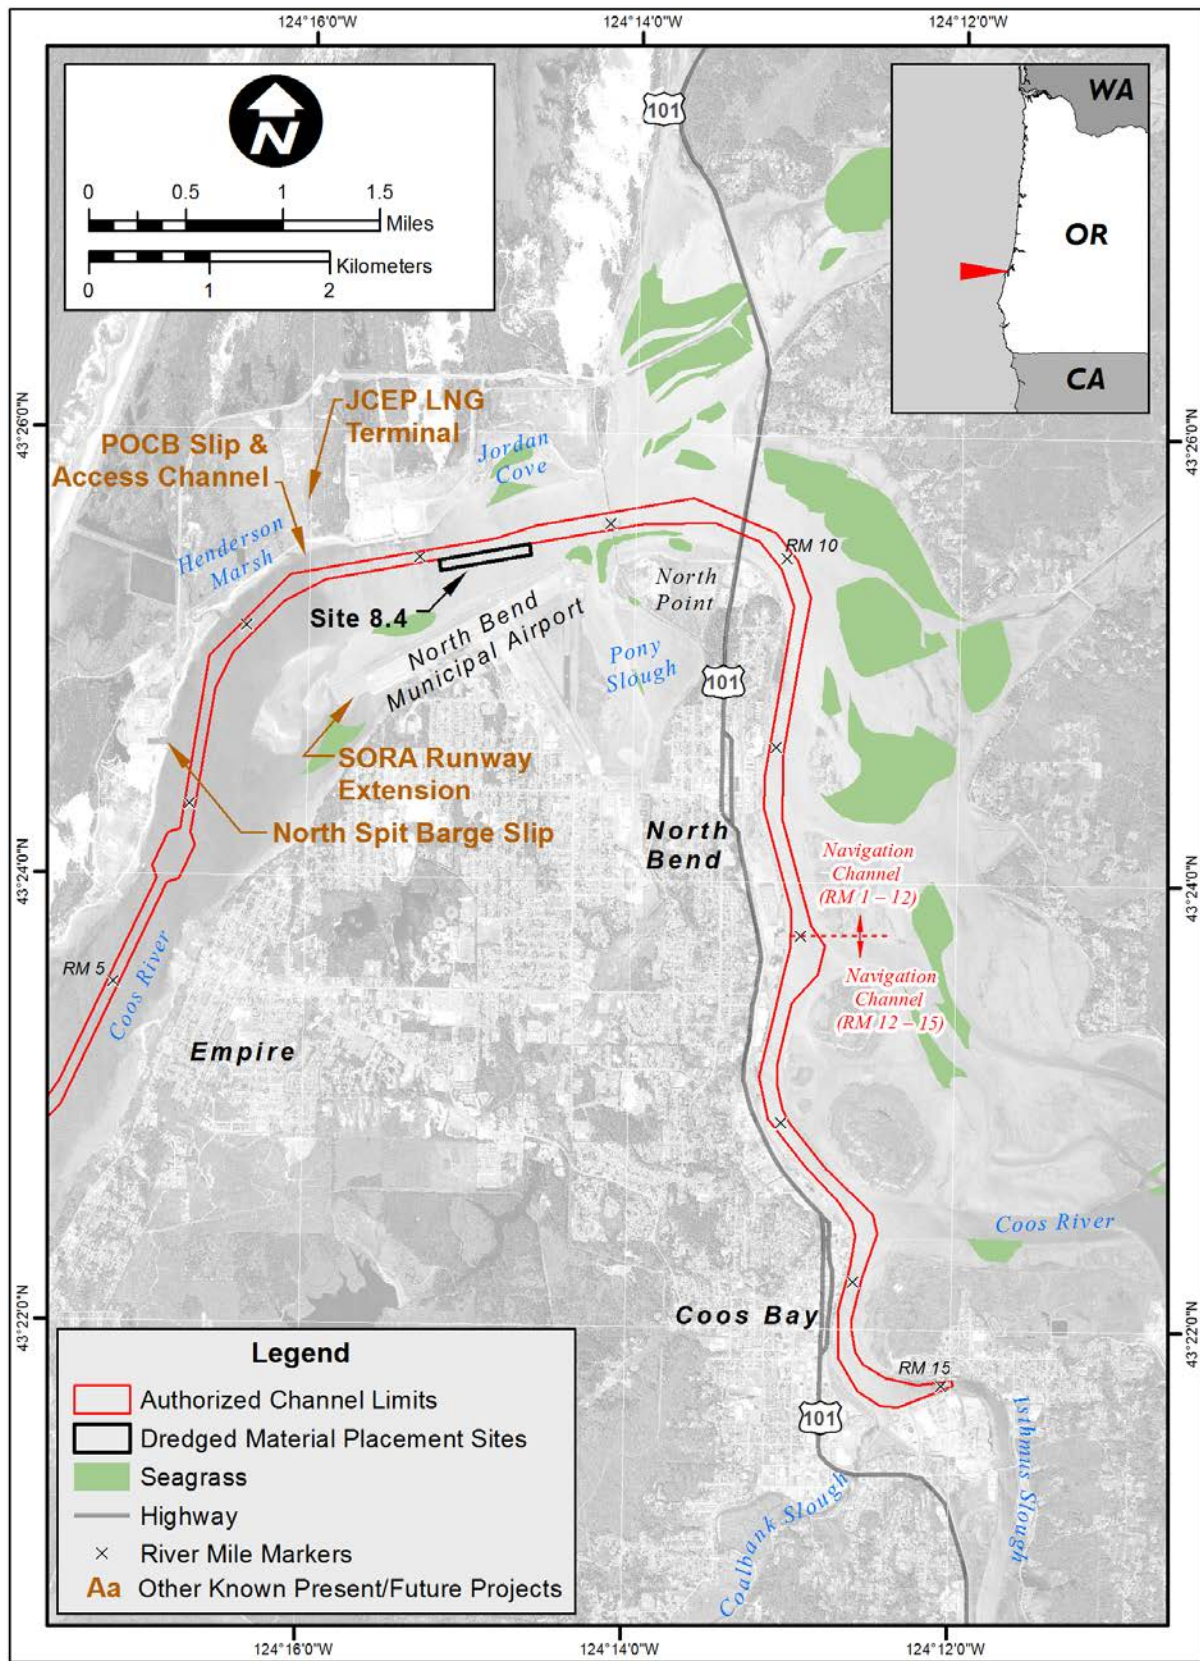 124°16'0"W
124°14'0"W
124°12'0"W
N
0 0.5 1 1.5
Miles
Kilometers
0 1 2
101
WA
OR
CA
43°26'0"N
43°26'0"N
JCEP LNG
Terminal
POCB Slip &
Access Channel
Jordan
Cove
Henderson
Marsh
RM 10
North
Point
Site 8.4
North Bend
Municipal Airport
Pony
Slough
101
SORA Runway
Extension
North Spit Barge Slip
North
Bend
43°24'0"N
43°24'0"N
Navigation
Channel
(RM 1 – 12)
Navigation
Channel
(RM 12 – 15)
RM 5
Coos River
Empire
Coos River
43°22'0"N
43°22'0"N
Coos Bay
RM 15
101
Isthmus Slough
Coalbank Slough
Legend
Authorized Channel Limits
Dredged Material Placement Sites
Seagrass
Highway
River Mile Markers
Aa Other Known Present/Future Projects
124°16'0"W
124°14'0"W
124°12'0"W